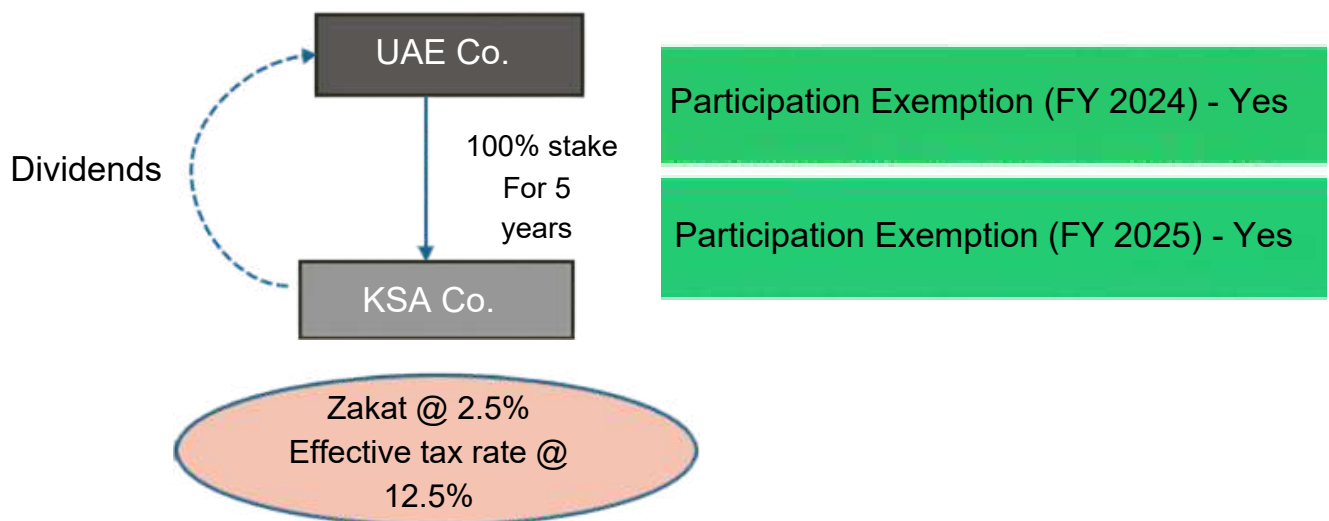 UAE Co.
Dividends
100% stake
For 5
years
KSA Co.
Zakat @ 2.5%
Effective tax rate @
12.5%
Participation Exemption (FY 2024) - Yes
Participation Exemption (FY 2025) - Yes